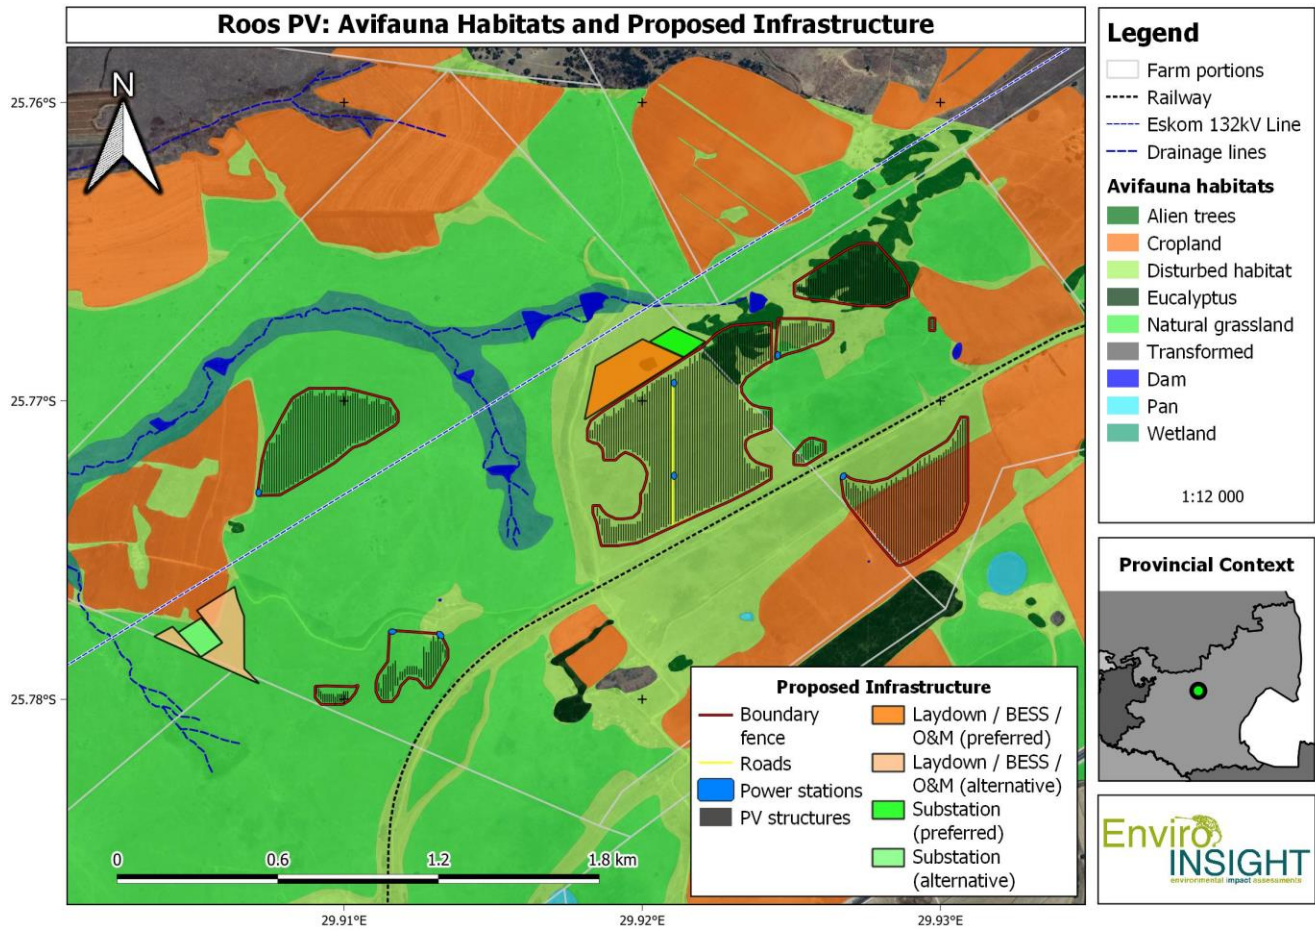 Roos PV: Avifauna Habitats and Proposed Infrastructure
N
25.76°S
25.77°S
25.78°S
29.91°E
29.92°E
29.93°E
0
0.6
1.2
1.8 km
Proposed Infrastructure
Boundary
fence
Roads
Power stations
PV structures
Laydown / BESS /
O&M (preferred)
Laydown / BESS /
O&M (alternative)
Substation
(preferred)
Substation
(alternative)
Legend
Farm portions
Railway
Eskom 132kV Line
Drainage lines
Avifauna habitats
Alien trees
Cropland
Disturbed habitat
Eucalyptus
Natural grassland
Transformed
Dam
Pan
Wetland
1:12 000
Provincial Context
Enviro
INSIGHT
environmental impact assessments